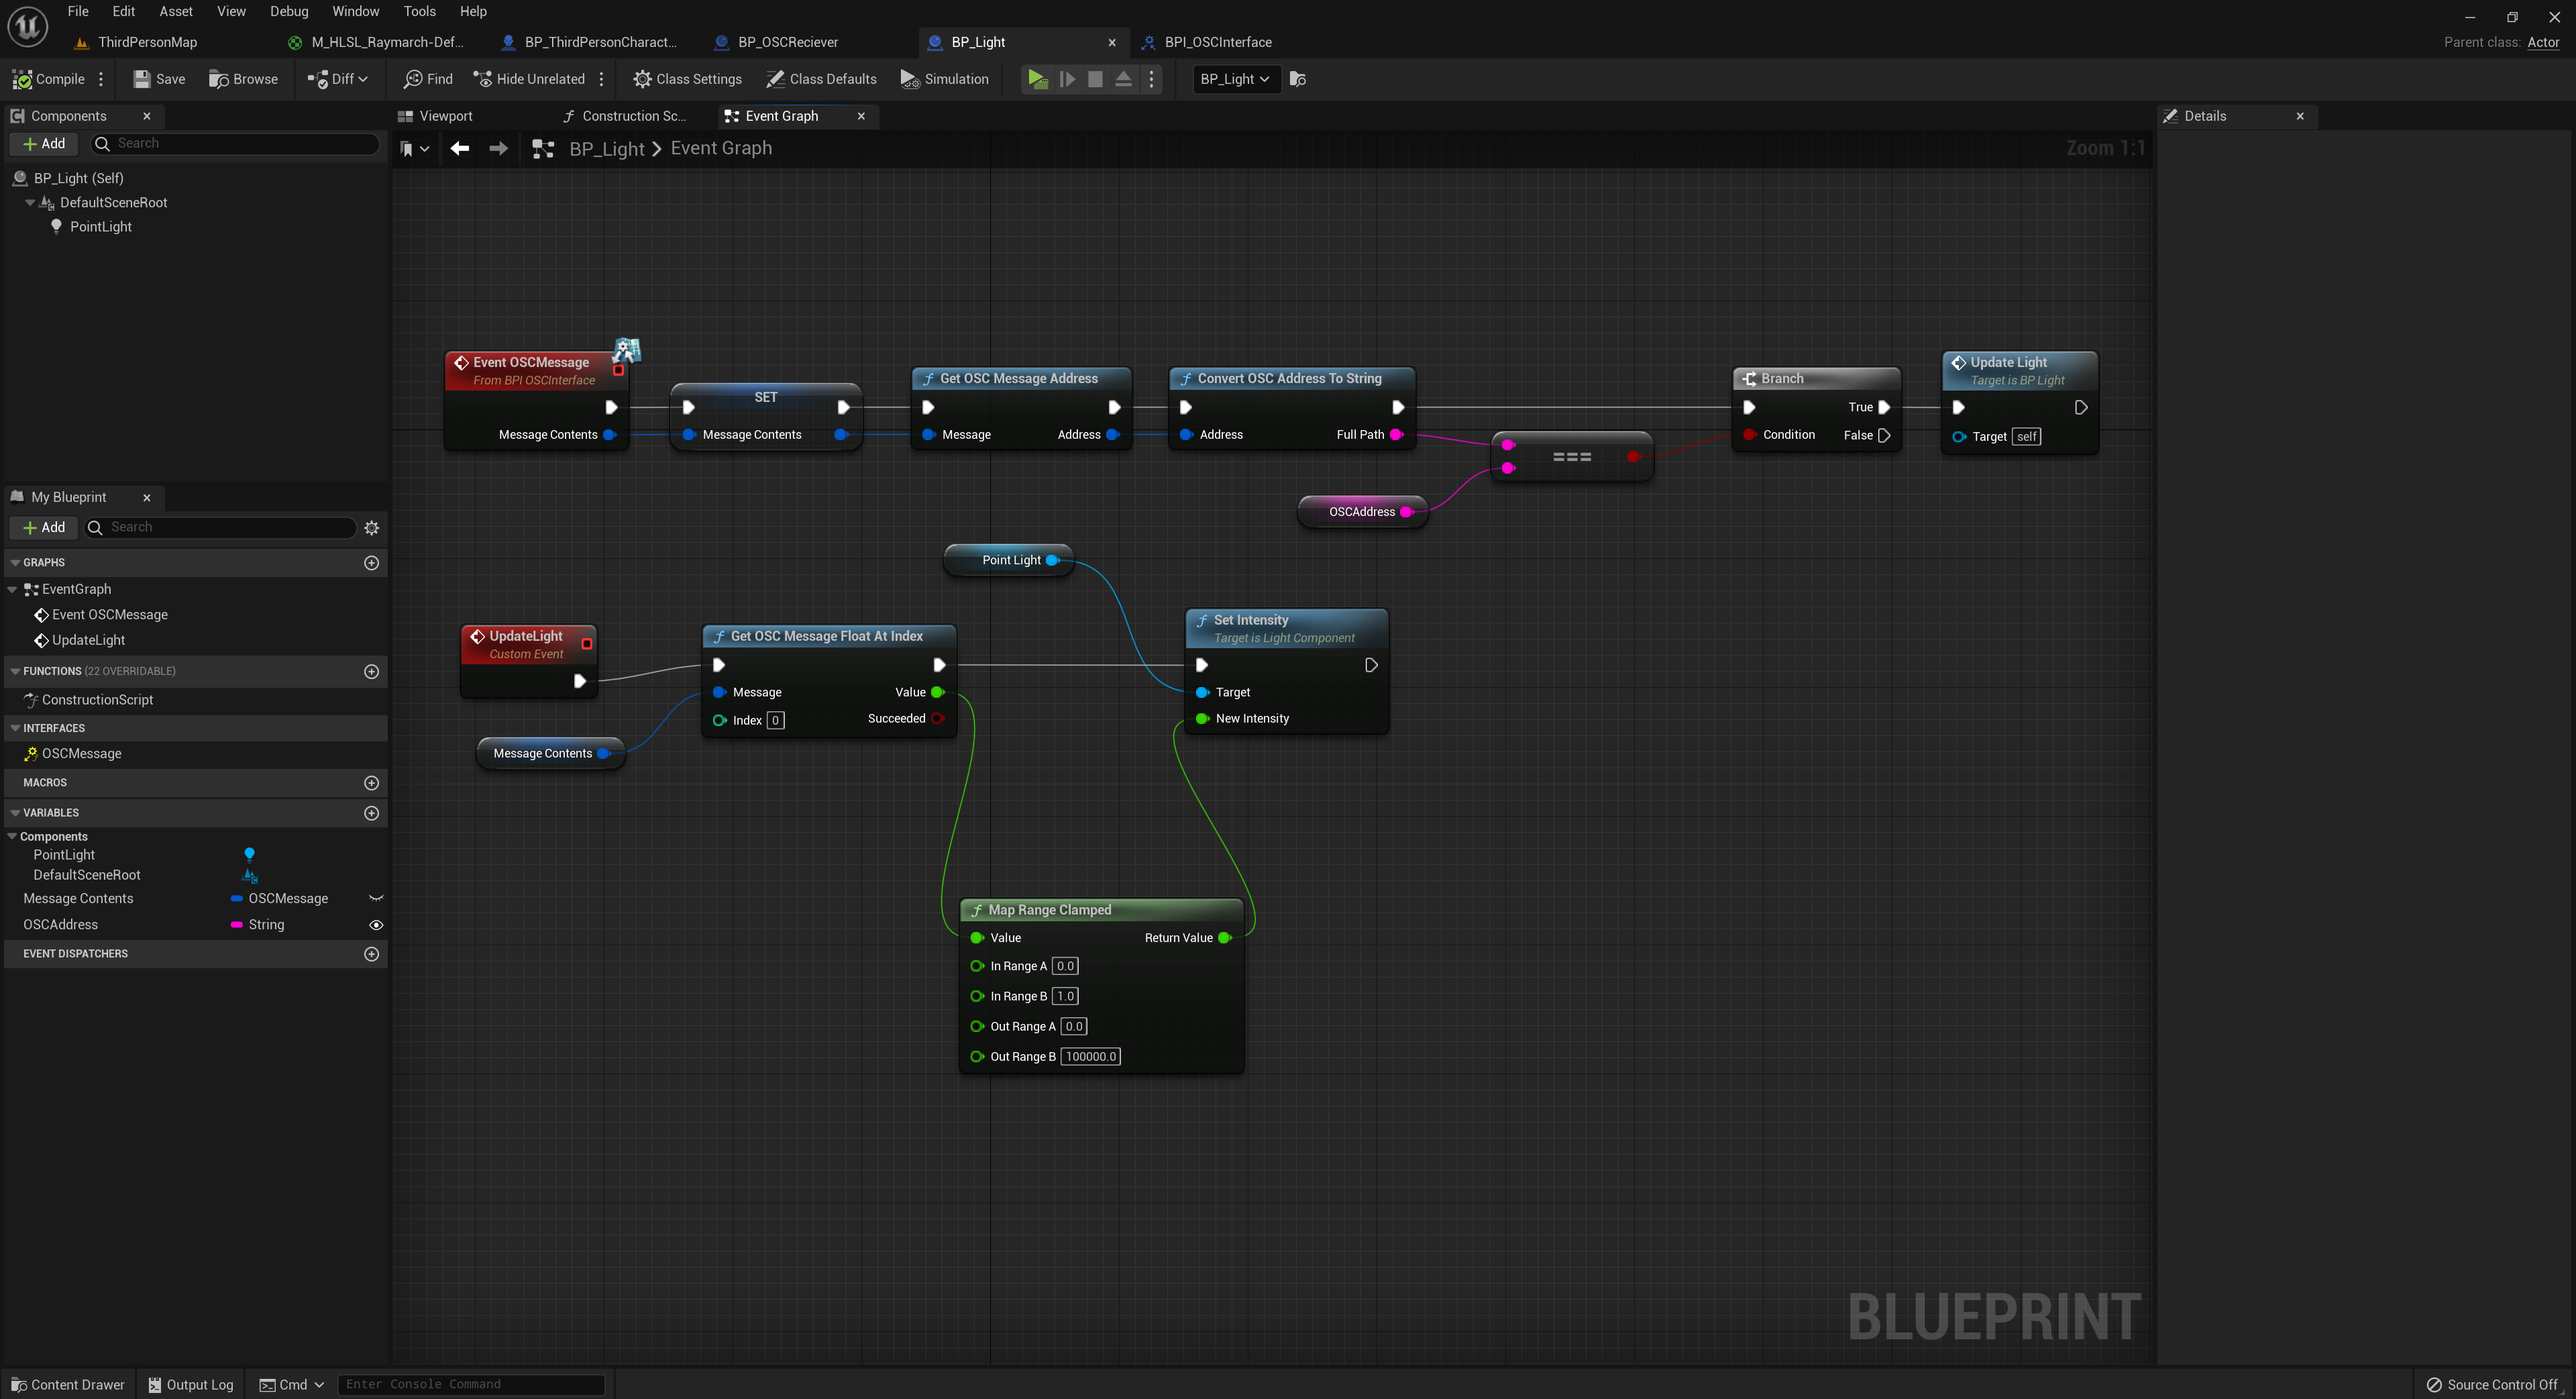 File Edit Asset View Debug Window Tools Help
ThirdPersonMap M_HLSL_Raymarch-Def... BP_ThirdPersonCharact... BP_OSCReciever BP_Light BPI_OSCInterface Parent class: Actor
Compile Save Browse Diff Find Hide Unrelated Class Settings Class Defaults Simulation BP_Light
Components
Add Search
BP_Light (Self)
DefaultSceneRoot
PointLight
My Blueprint
Add Search
GRAPHS
EventGraph
Event OSCMessage
UpdateLight
FUNCTIONS (22 OVERRIDABLE)
ConstructionScript
INTERFACES
OSCMessage
MACROS
VARIABLES
Components
PointLight
DefaultSceneRoot
Message Contents OSCMessage
OSCAddress String
EVENT DISPATCHERS
Viewport Construction Sc... Event Graph
BP_Light > Event Graph Zoom 1:1
Event OSCMessage
From BPI OSCInterface
Message Contents
SET
Message Contents
Get OSC Message Address
Message Address
Convert OSC Address To String
Address Full Path
===
OSCAddress
Branch
True
Condition False
Update Light
Target is BP Light
Target self
Point Light
UpdateLight
Custom Event
Message Contents
Get OSC Message Float At Index
Message Value
Index 0 Succeeded
Set Intensity
Target is Light Component
Target
New Intensity
Map Range Clamped
Value Return Value
In Range A 0.0
In Range B 1.0
Out Range A 0.0
Out Range B 100000.0
BLUEPRINT
Details
Content Drawer Output Log Cmd Enter Console Command Source Control Off